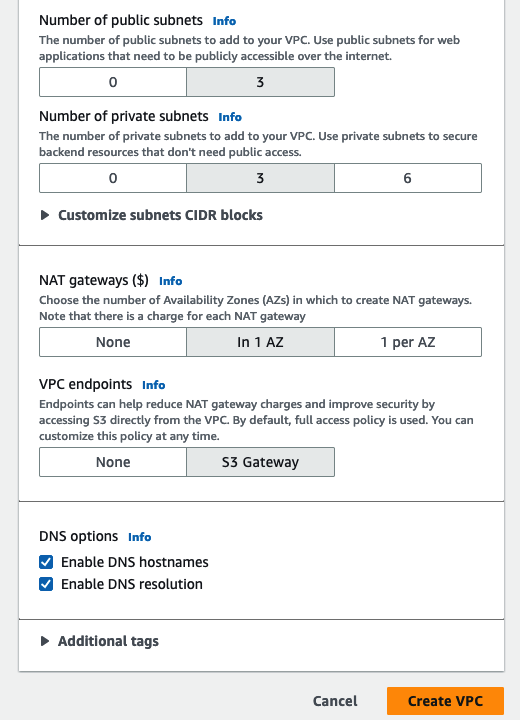 Number of public subnets Info
The number of public subnets to add to your VPC. Use public subnets for web
applications that need to be publicly accessible over the internet.
0 3
Number of private subnets Info
The number of private subnets to add to your VPC. Use private subnets to secure
backend resources that don't need public access.
0 3 6
Customize subnets CIDR blocks
NAT gateways ($) Info
Choose the number of Availability Zones (AZs) in which to create NAT gateways.
Note that there is a charge for each NAT gateway
None In 1 AZ 1 per AZ
VPC endpoints Info
Endpoints can help reduce NAT gateway charges and improve security by
accessing S3 directly from the VPC. By default, full access policy is used. You can
customize this policy at any time.
None S3 Gateway
DNS options Info
Enable DNS hostnames
Enable DNS resolution
Additional tags
Cancel Create VPC